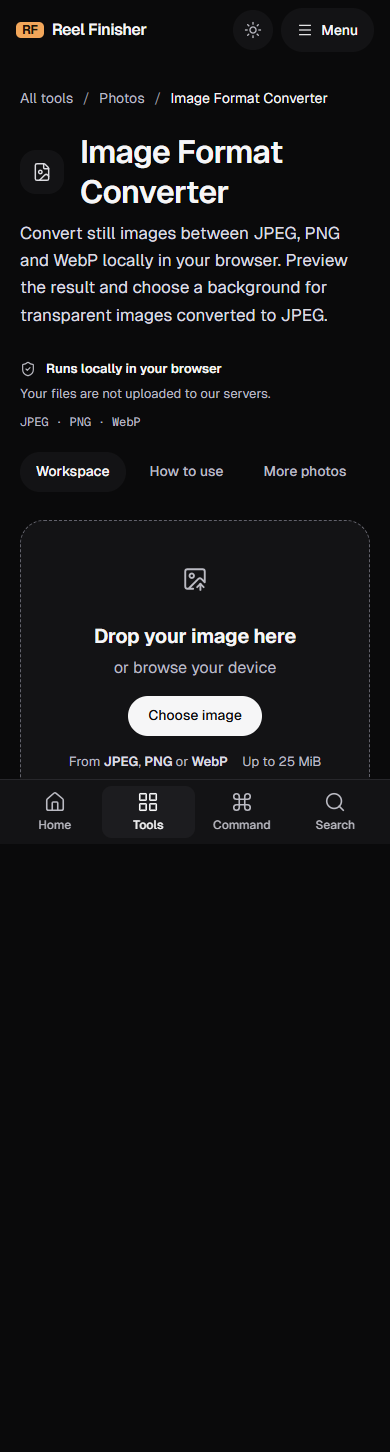 RF Reel Finisher
Menu
All tools / Photos / Image Format Converter
Image Format
Converter
Convert still images between JPEG, PNG
and WebP locally in your browser. Preview
the result and choose a background for
transparent images converted to JPEG.
Runs locally in your browser
Your files are not uploaded to our servers.
JPEG · PNG · WebP
Workspace
How to use
More photos
Drop your image here
or browse your device
Choose image
From JPEG, PNG or WebP Up to 25 MiB
Home
Tools
Command
Search